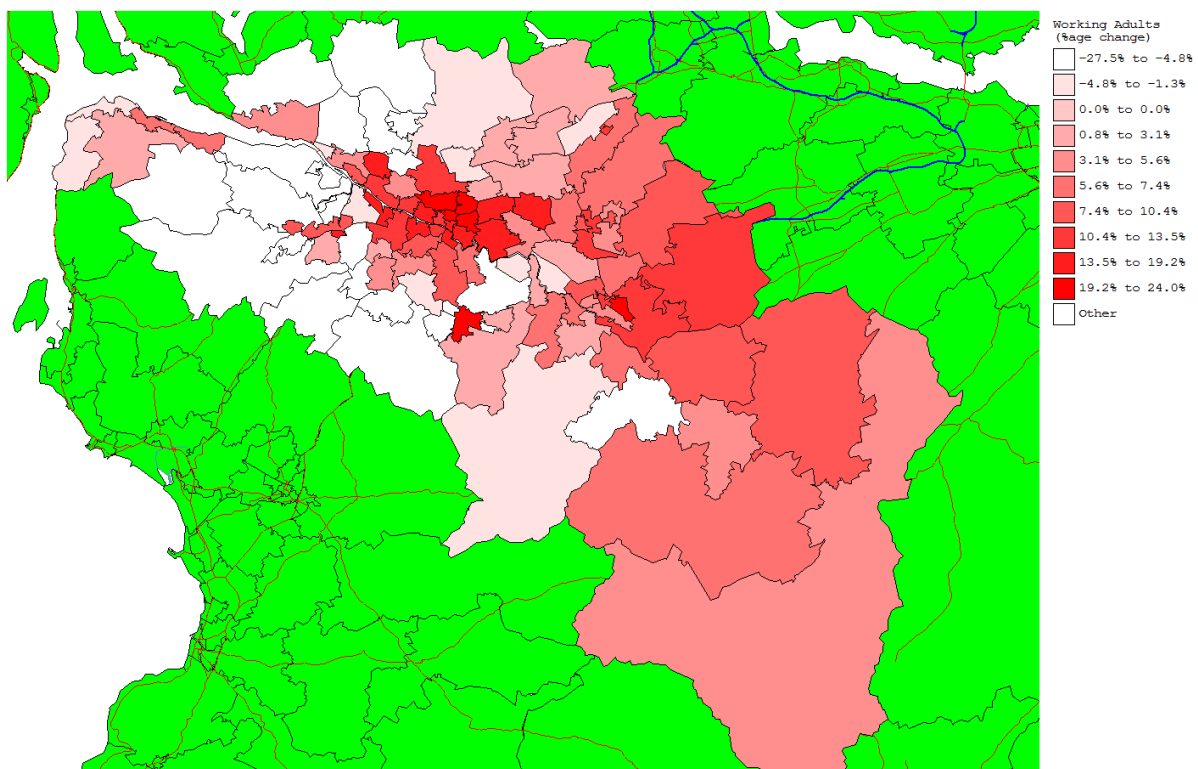 Working Adults
(%age change)
-27.5% to -4.8%
-4.8% to -1.3%
0.0% to 0.0%
0.8% to 3.1%
3.1% to 5.6%
5.6% to 7.4%
7.4% to 10.4%
10.4% to 13.5%
13.5% to 19.2%
19.2% to 24.0%
Other